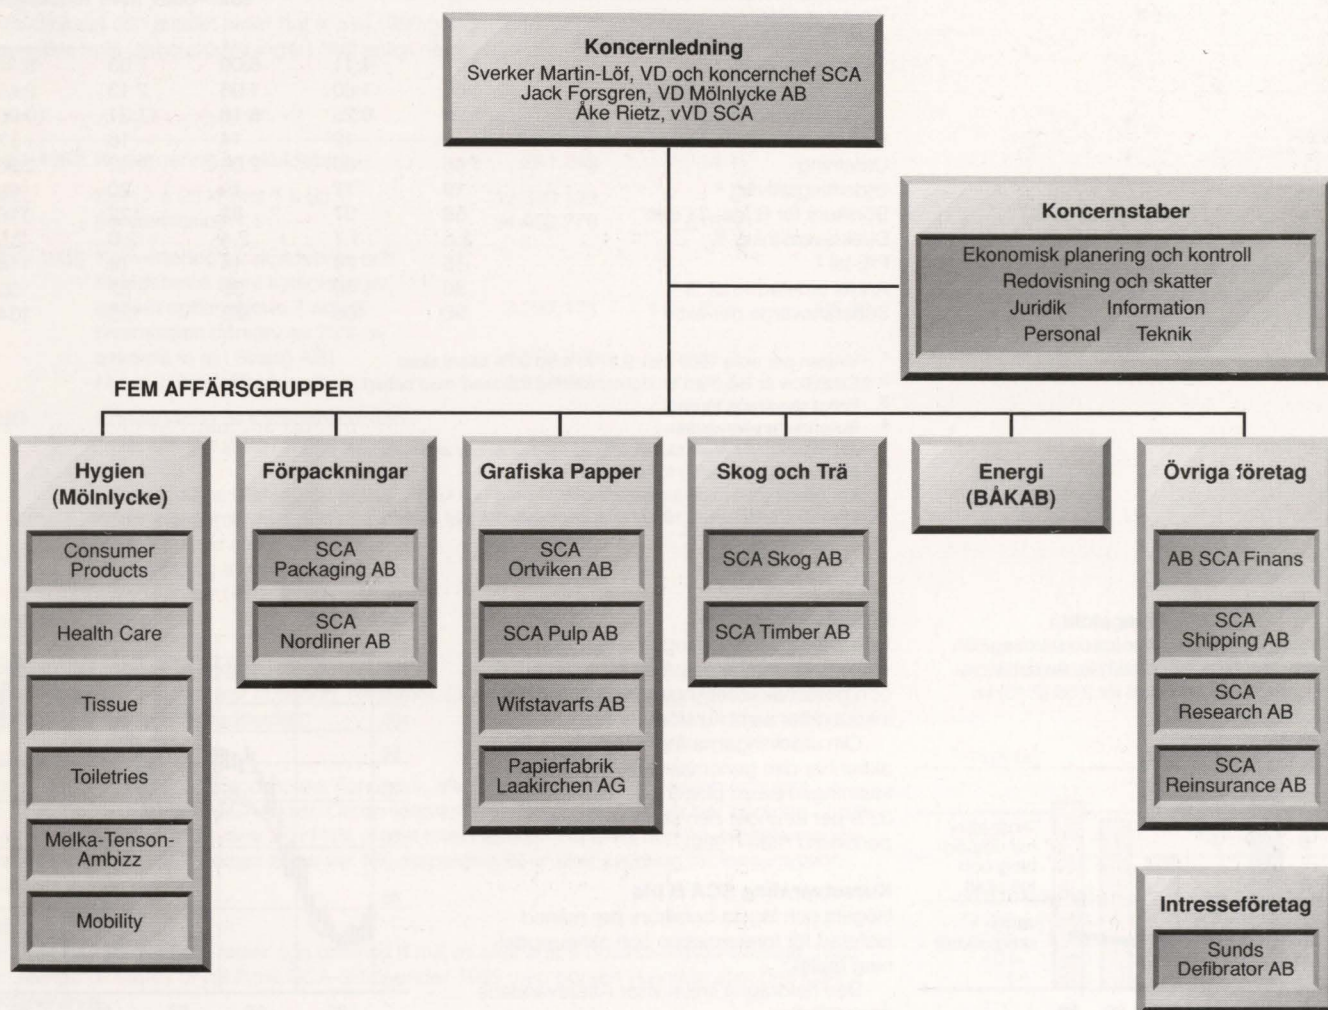 Koncernledning
Sverker Martin-Löf, VD och koncernchef SCA
Jack Forsgren, VD Mölnlycke AB
Åke Rietz, vVD SCA
Koncernstaber
Ekonomisk planering och kontroll
Redovisning och skatter
Juridik Information
Personal Teknik
FEM AFFÄRSGRUPPER
Hygien
(Mölnlycke)
Consumer
Products
Health Care
Tissue
Toiletries
Melka-Tenson-
Ambizz
Mobility
Förpackningar
SCA
Packaging AB
SCA
Nordliner AB
Grafiska Papper
SCA
Ortviken AB
SCA Pulp AB
Wifstavarfs AB
Papierfabrik
Laakirchen AG
Skog och Trä
SCA Skog AB
SCA Timber AB
Energi
(BÅKAB)
Övriga företag
AB SCA Finans
SCA
Shipping AB
SCA
Research AB
SCA
Reinsurance AB
Intresseföretag
Sunds
Defibrator AB